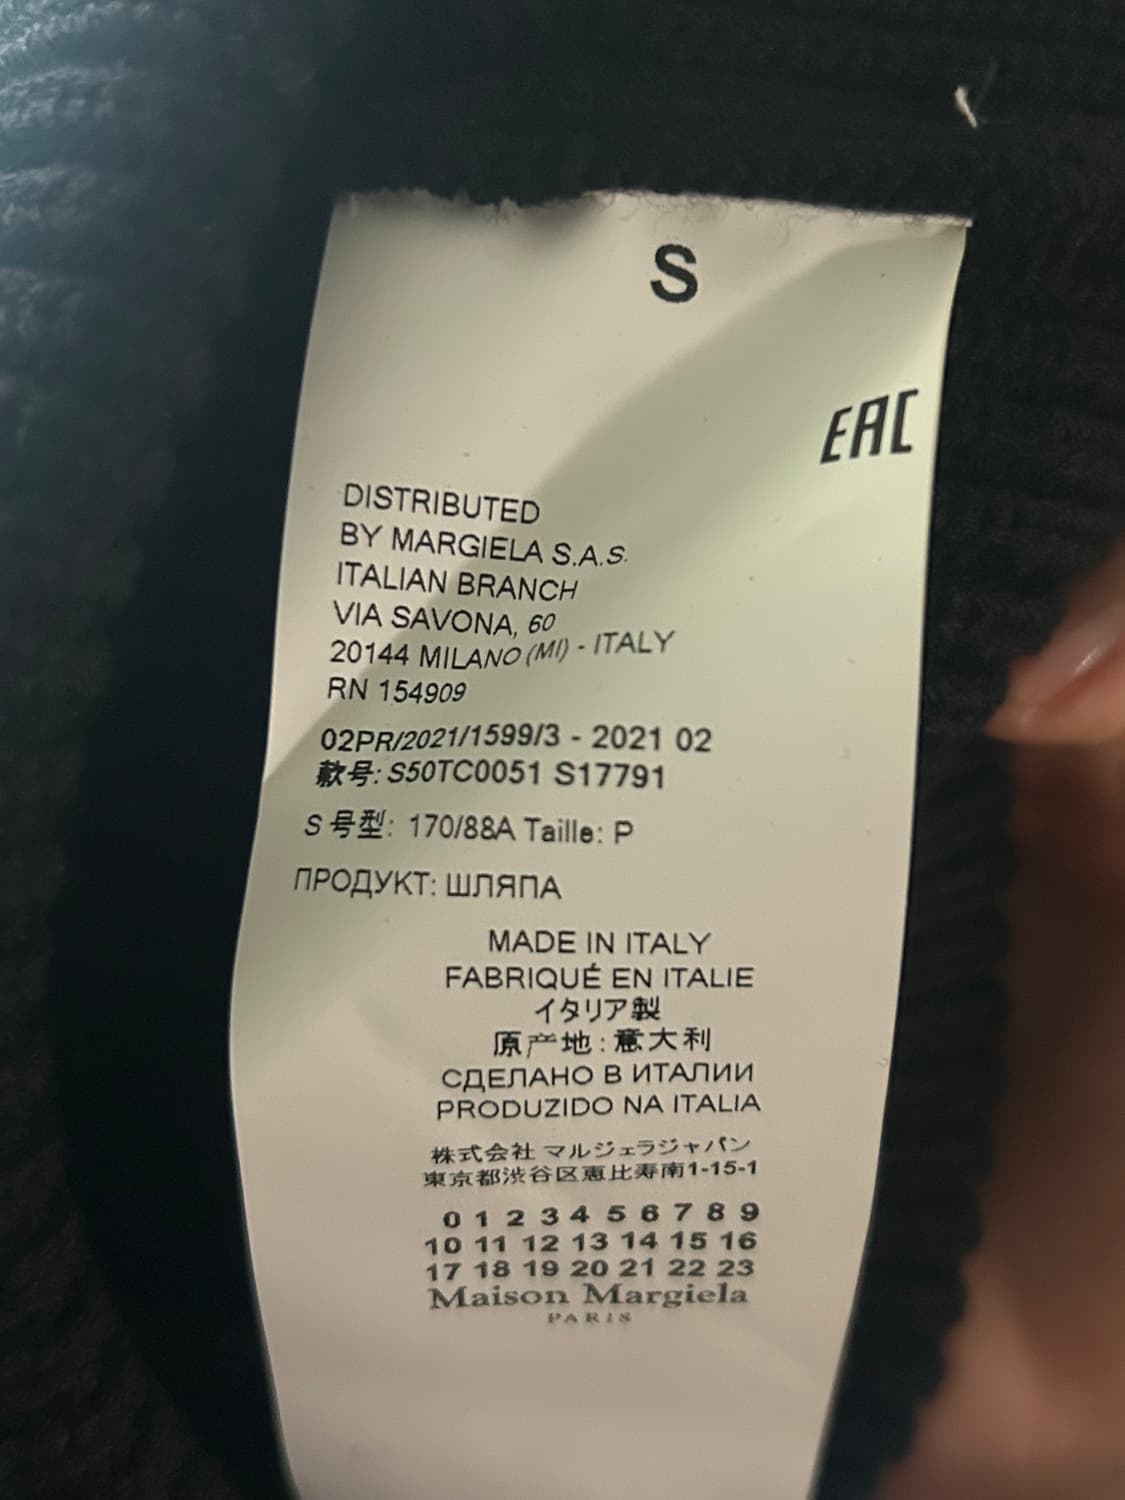 S
EAC
DISTRIBUTED
BY MARGIELA S.A.S.
ITALIAN BRANCH
VIA SAVONA, 60
20144 MILANO (MI) - ITALY
RN 154909
02PR/2021/1599/3 - 2021 02
款号: S50TC0051 S17791
S 号型: 170/88A Taille: P
ПРОДУКТ: ШЛЯПА
MADE IN ITALY
FABRIQUÉ EN ITALIE
イタリア製
原产地: 意大利
СДЕЛАНО В ИТАЛИИ
PRODUZIDO NA ITALIA
株式会社 マルジェラジャパン
東京都渋谷区恵比寿南1-15-1
0 1 2 3 4 5 6 7 8 9
10 11 12 13 14 15 16
17 18 19 20 21 22 23
Maison Margiela
PARIS